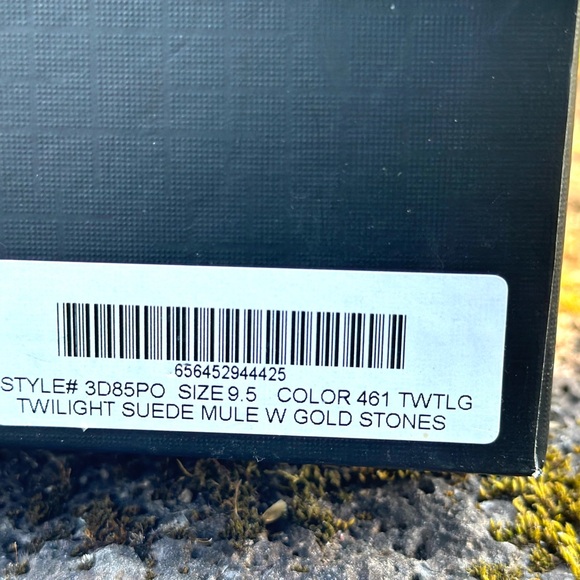 656452944425
STYLE# 3D85PO SIZE 9.5 COLOR 461 TWTLG
TWILIGHT SUEDE MULE W GOLD STONES